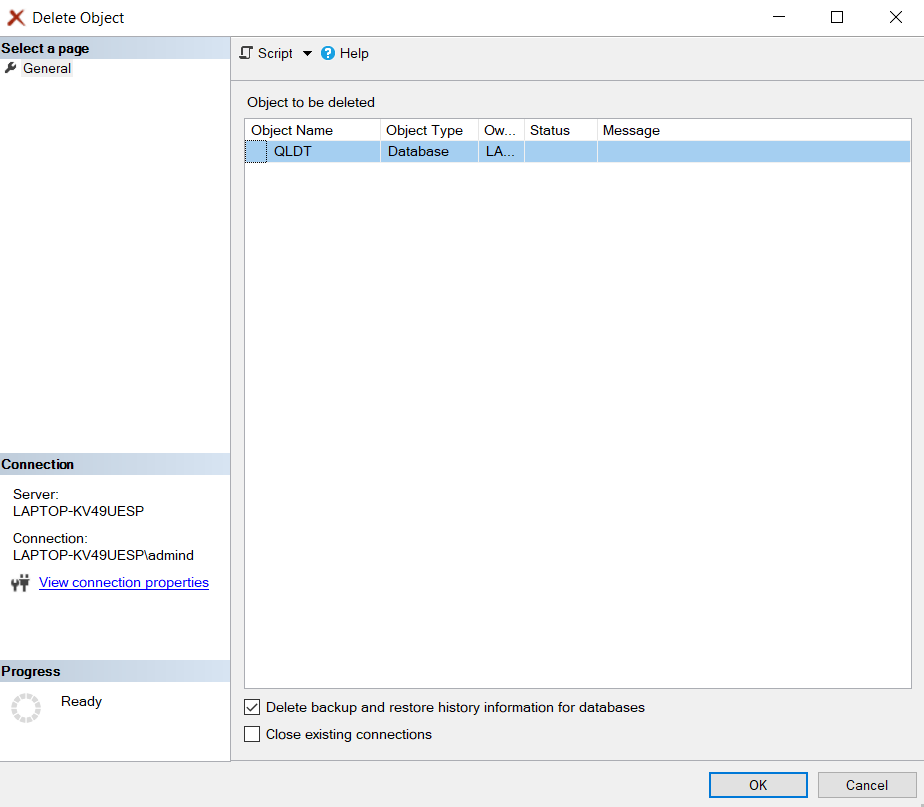 Delete Object
Select a page
General
Script
Help
Object to be deleted
Object Name Object Type Ow... Status Message
QLDT Database LA...
Connection
Server:
LAPTOP-KV49UESP
Connection:
LAPTOP-KV49UESP\admind
View connection properties
Progress
Ready
Delete backup and restore history information for databases
Close existing connections
OK
Cancel